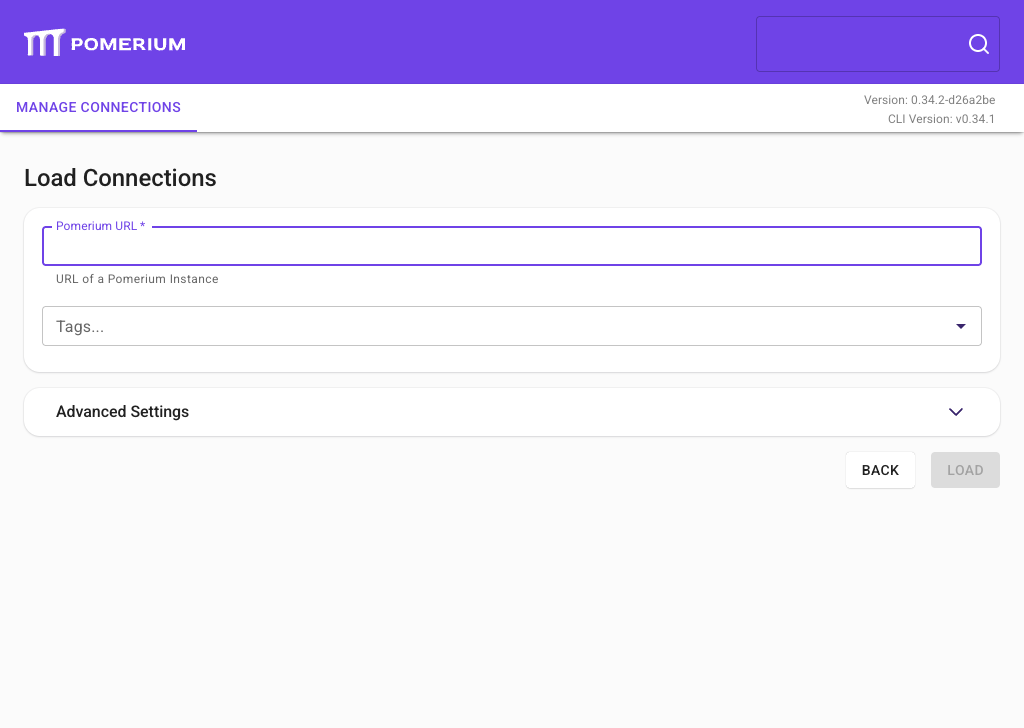 POMERIUM
MANAGE CONNECTIONS
Version: 0.34.2-d26a2be
CLI Version: v0.34.1
Load Connections
Pomerium URL *
URL of a Pomerium Instance
Tags...
Advanced Settings
BACK
LOAD